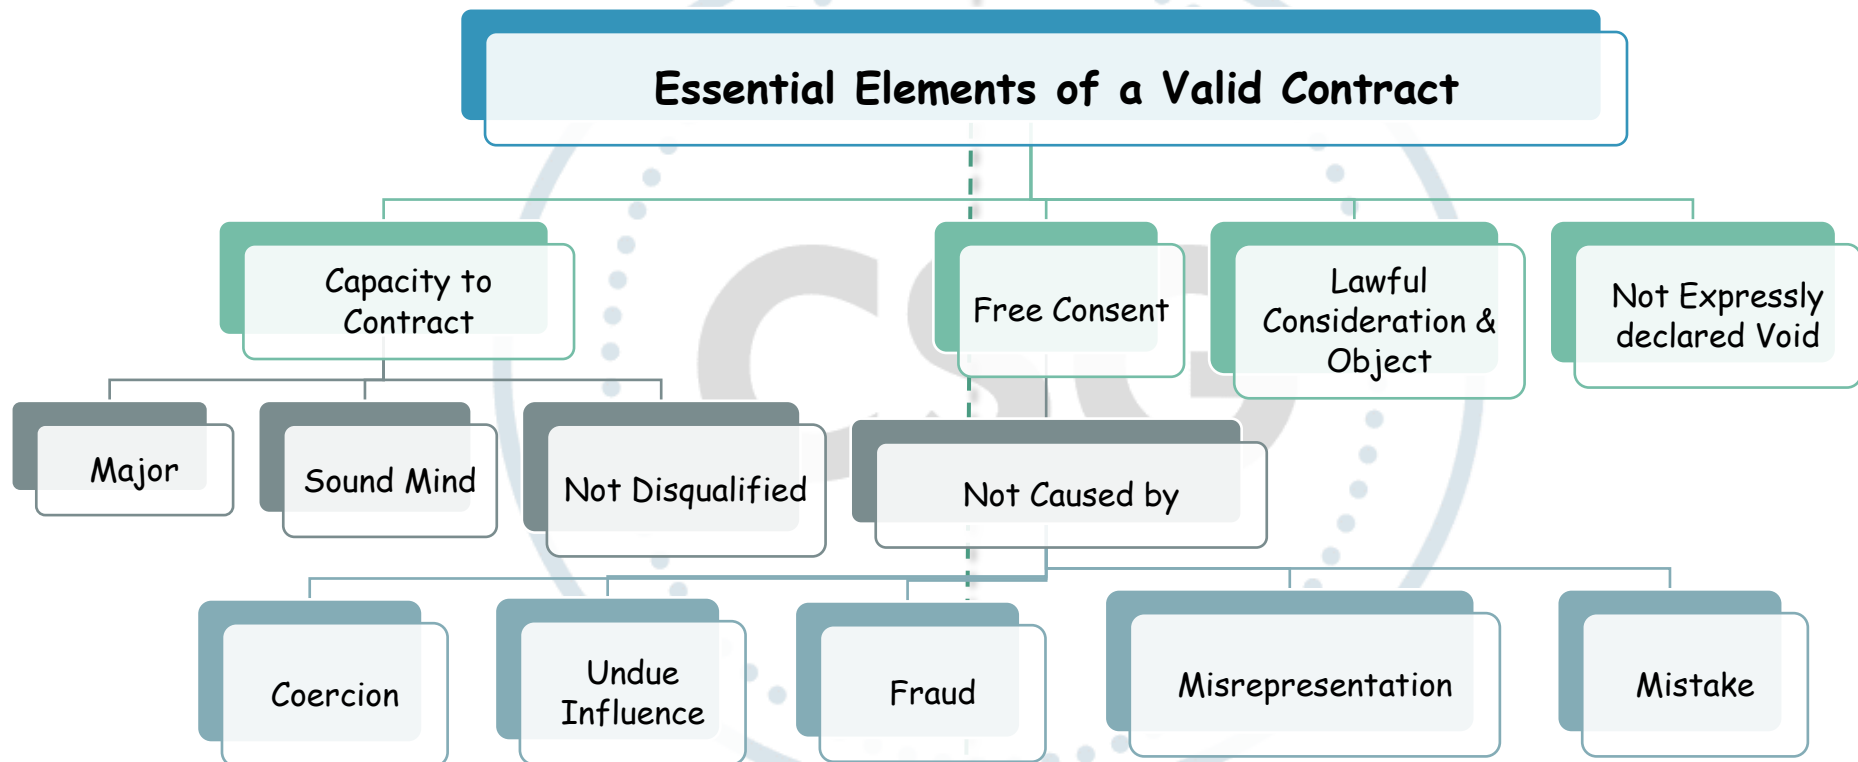 Essential Elements of a Valid Contract
Capacity to
Contract
Free Consent
Lawful
Consideration &
Object
Not Expressly
declared Void
Major
Sound Mind
Not Disqualified
Not Caused by
Coercion
Undue
Influence
Fraud
Misrepresentation
Mistake
CSG